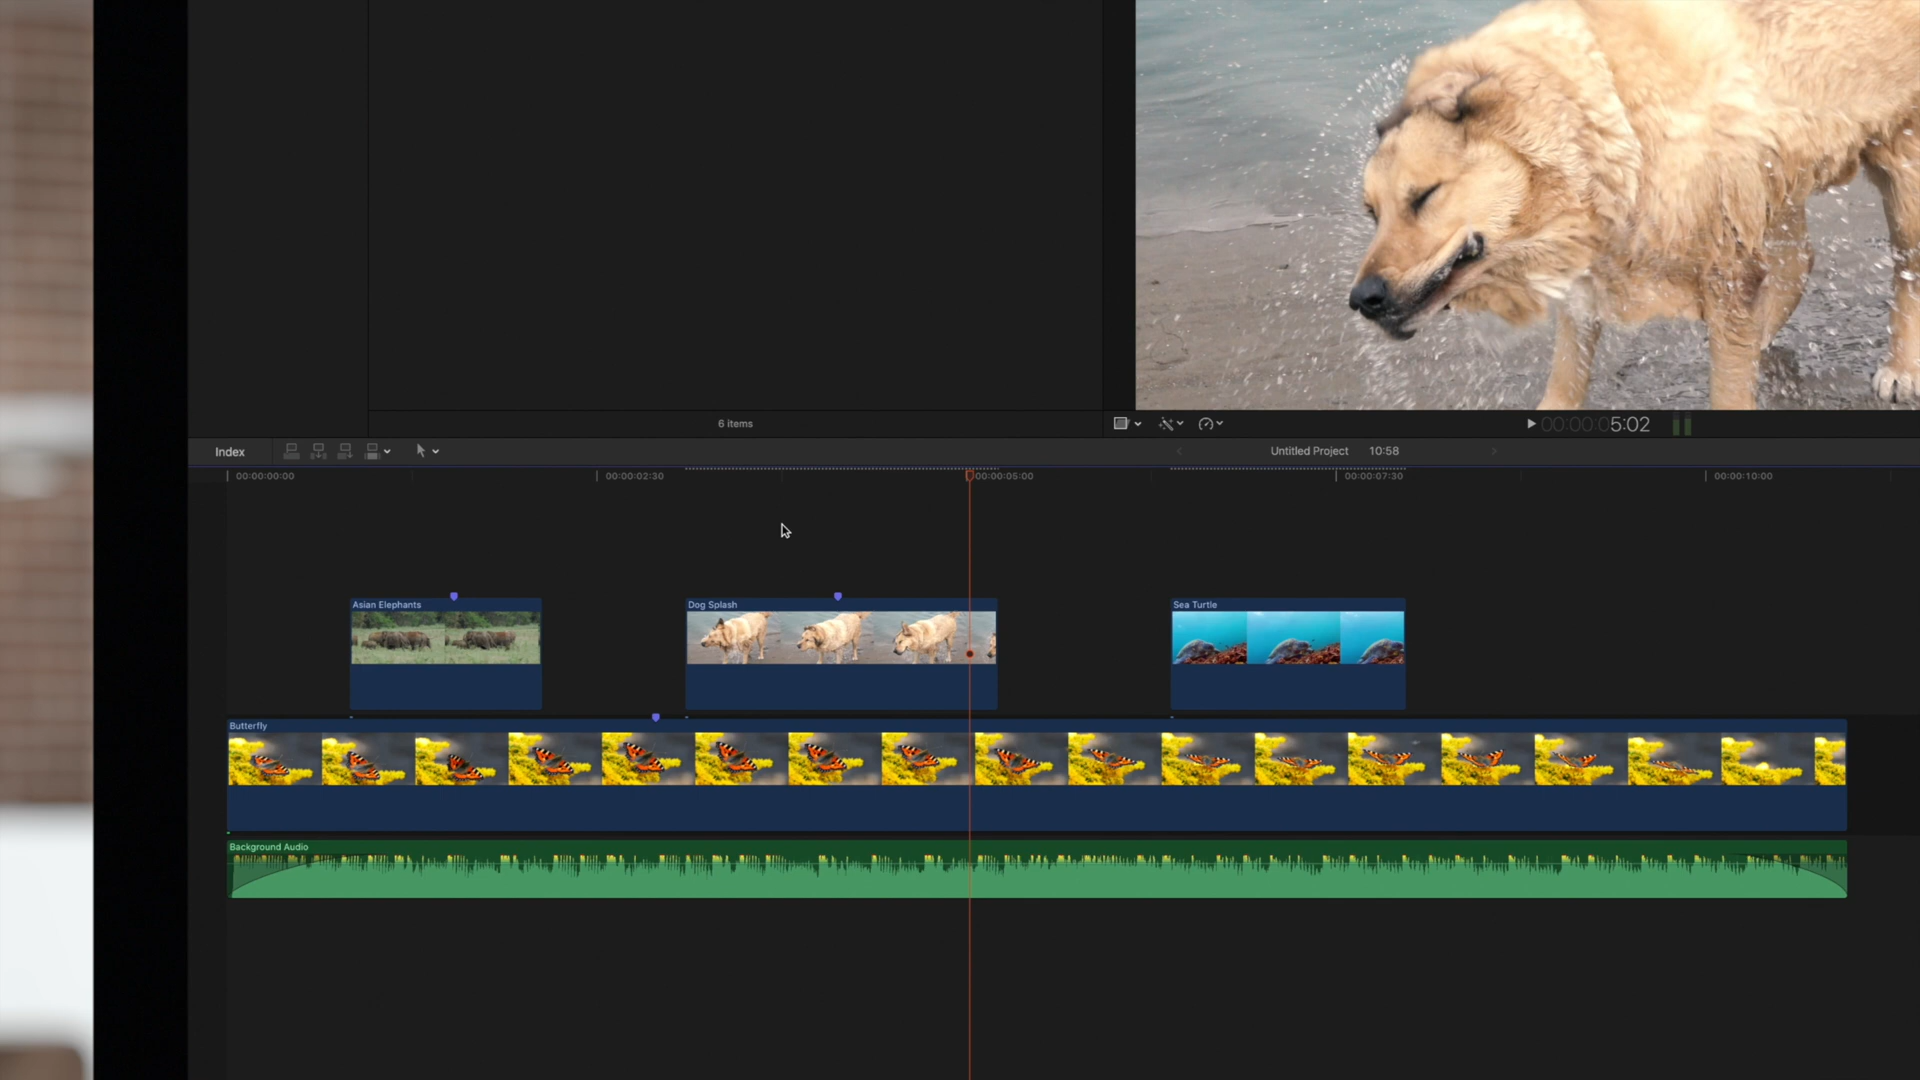 6 items
00:00:00:05:02
Index
Untitled Project 10:58
00:00:00:00
00:00:02:30
00:00:05:00
00:00:07:30
00:00:10:00
Asian Elephants
Dog Splash
Sea Turtle
Butterfly
Background Audio